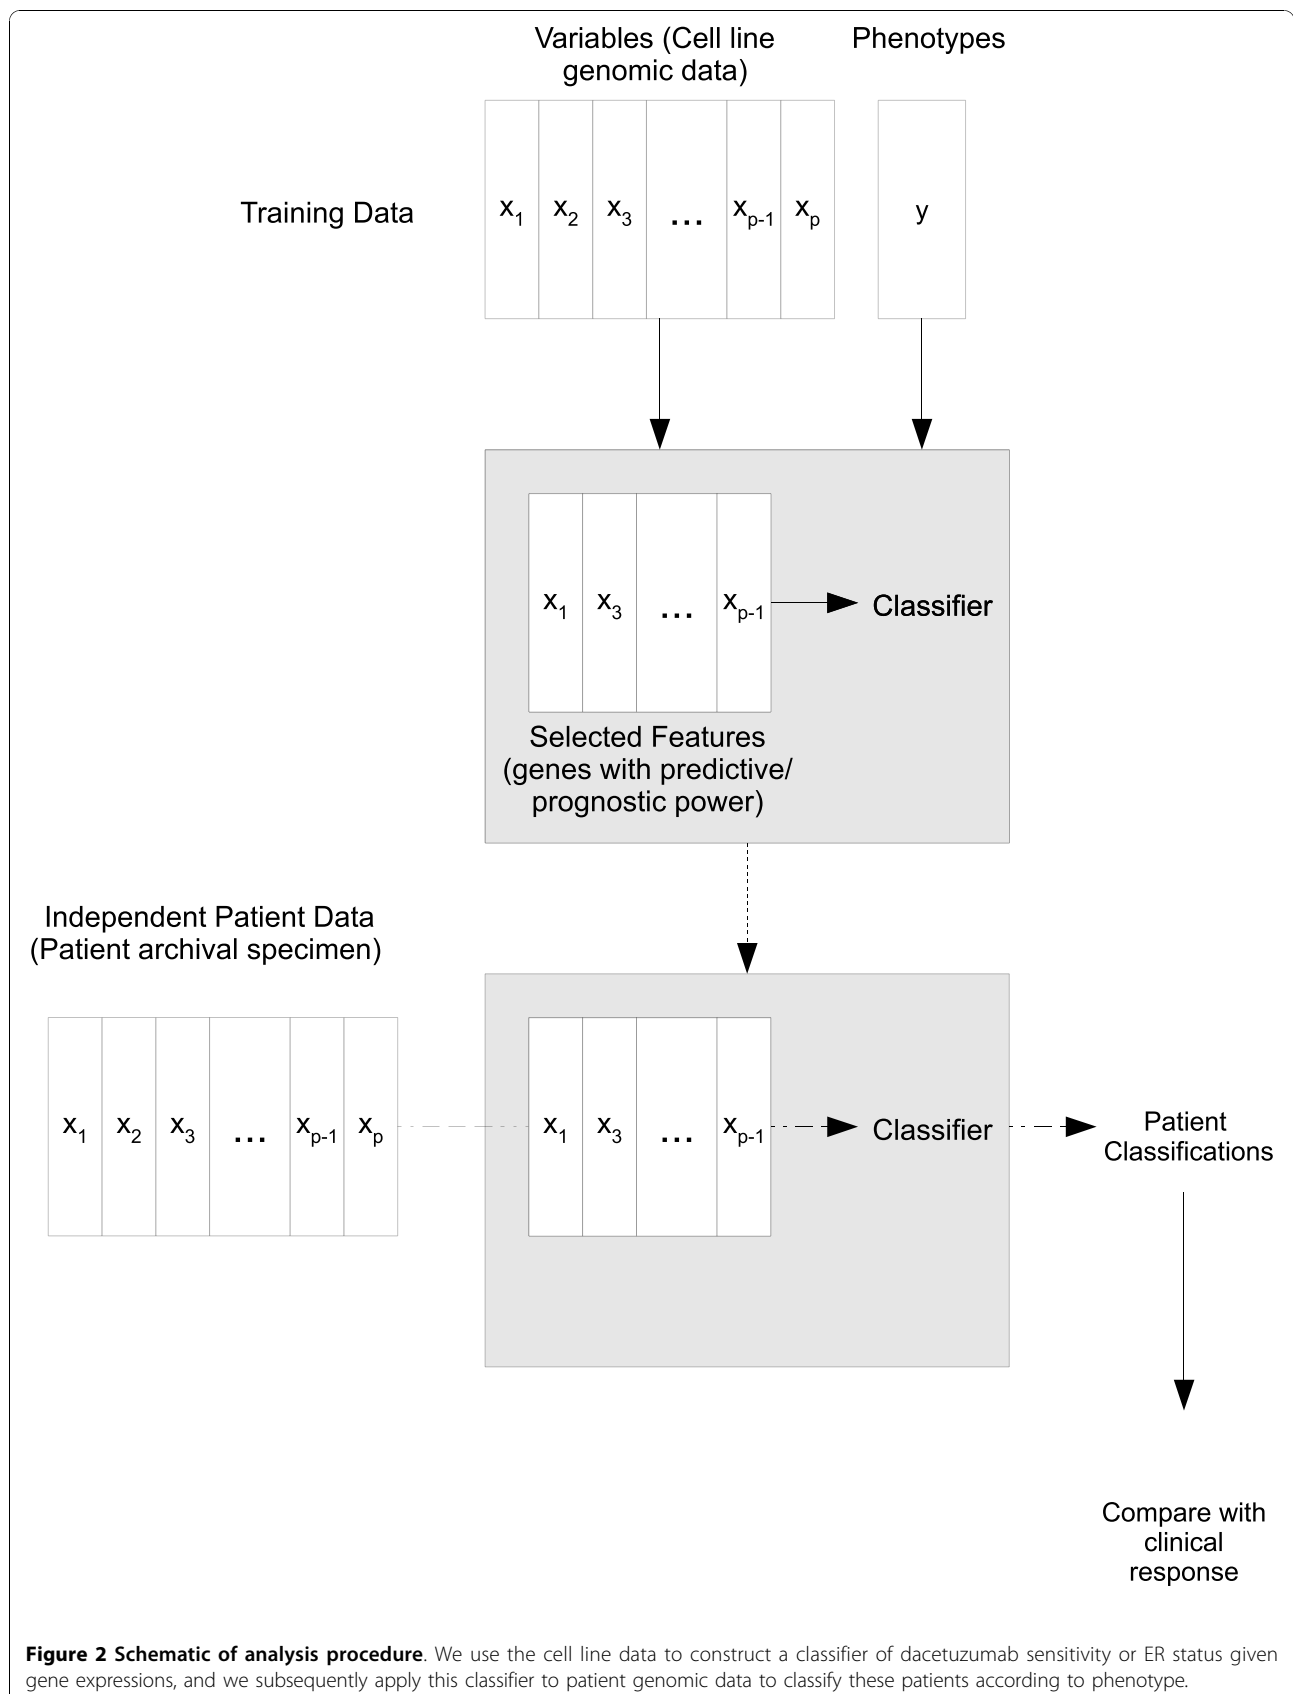 Variables (Cell line
genomic data)
Phenotypes
Training Data
x1 x2 x3 ... xp-1 xp
y
x1 x3 ... xp-1
Classifier
Selected Features
(genes with predictive/
prognostic power)
Independent Patient Data
(Patient archival specimen)
x1 x2 x3 ... xp-1 xp
x1 x3 ... xp-1
Classifier
Patient
Classifications
Compare with
clinical
response
Figure 2 Schematic of analysis procedure. We use the cell line data to construct a classifier of dacetuzumab sensitivity or ER status given
gene expressions, and we subsequently apply this classifier to patient genomic data to classify these patients according to phenotype.